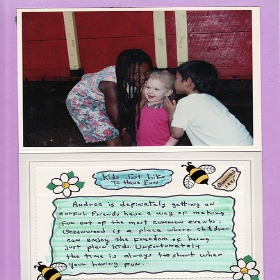 Kids Just Lik
To Have Fun
Andrea is definately getting an
earful Friends have a way of making
fun out of the most common events.
Greenwood is a place where children
can enjoy the freedom of being
just plain kids. Unfortunately
the time is always too short when
your having fun.